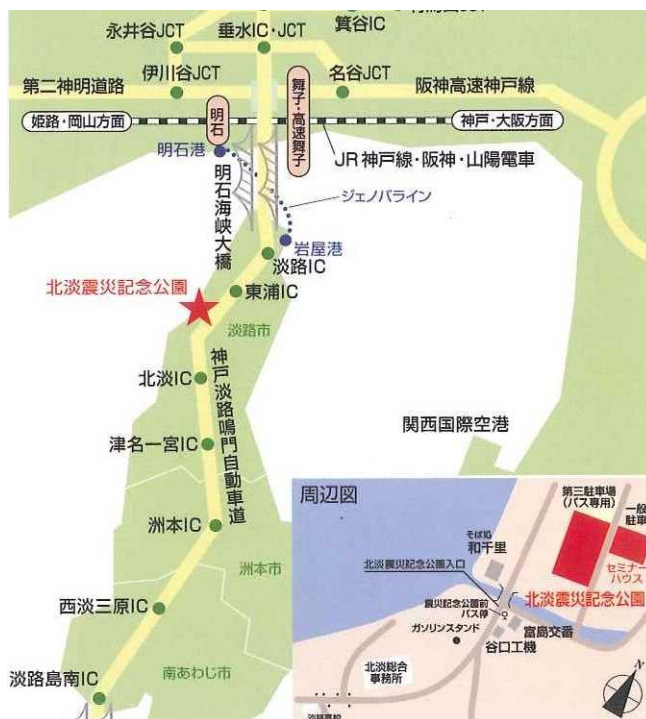 永井谷JCT
垂水IC・JCT
箕谷IC
第二神明道路
伊川谷JCT
名谷JCT
阪神高速神戸線
姫路・岡山方面
明石
舞子・高速舞子
神戸・大阪方面
明石港
JR神戸線・阪神・山陽電車
明石海峡大橋
ジェノバライン
岩屋港
淡路IC
北淡震災記念公園
東浦IC
淡路市
北淡IC
神戸淡路鳴門自動車道
津名一宮IC
関西国際空港
洲本IC
洲本市
西淡三原IC
南あわじ市
淡路島南IC
周辺図
第三駐車場
(バス専用)
一般
駐車
そば処
和千里
セミナー
ハウス
北淡震災記念公園入口
北淡震災記念公園
震災記念公園前
バス停
富島交番
ガソリンスタンド
谷口工機
北淡総合
事務所
N